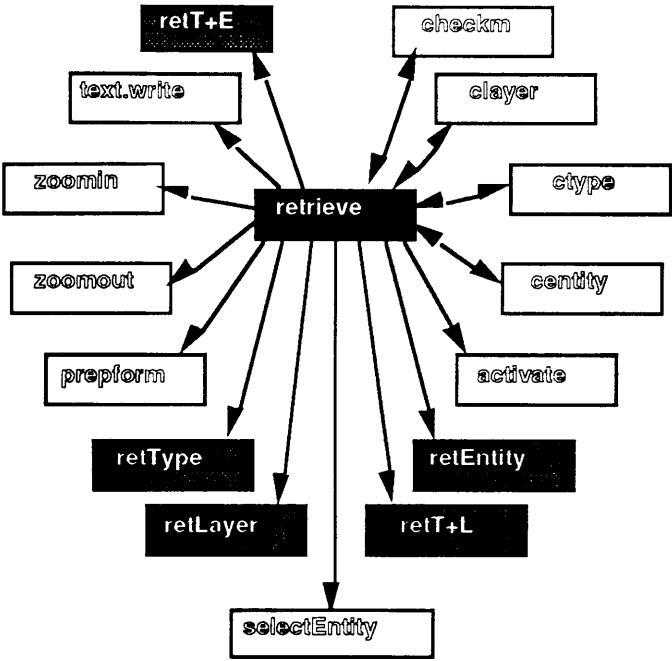 retT+E
checkm
text.write
clayer
zoomin
ctype
retrieve
zoomout
centity
prepform
activate
retType
retEntity
retLayer
retT+L
selectEntity